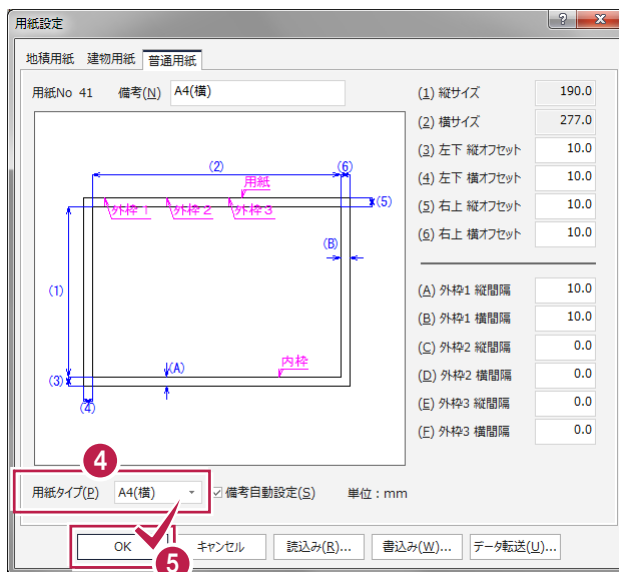 用紙設定
地積用紙 建物用紙 普通用紙
用紙No 41 備考(N) A4(横)
(1) 縦サイズ 190.0
(2) 横サイズ 277.0
(3) 左下 縦オフセット 10.0
(4) 左下 横オフセット 10.0
(5) 右上 縦オフセット 10.0
(6) 右上 横オフセット 10.0
(A) 外枠1 縦間隔 10.0
(B) 外枠1 横間隔 10.0
(C) 外枠2 縦間隔 0.0
(D) 外枠2 横間隔 0.0
(E) 外枠3 縦間隔 0.0
(F) 外枠3 横間隔 0.0
(2) (6)
用紙
(5)
外枠1 外枠2 外枠3
(B)
(1)
内枠
(A)
(3)
(4)
4
用紙タイプ(P) A4(横) 備考自動設定(S) 単位:mm
OK キャンセル 読込み(R)... 書込み(W)... データ転送(U)...
5